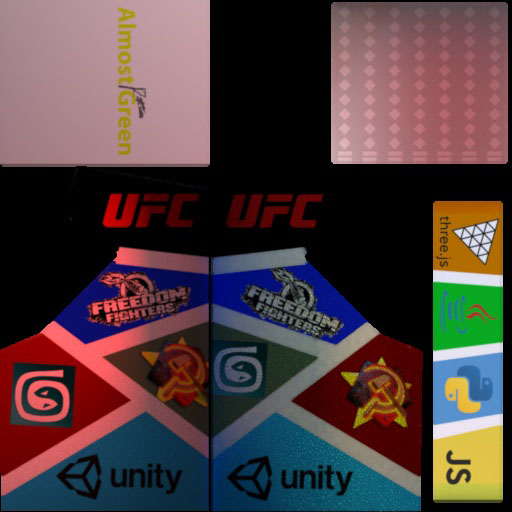 Almost/Green
UFC
UFC
three.js
FREEDOM
FIGHTERS
FREEDOM
FIGHTERS
unity
unity
JS